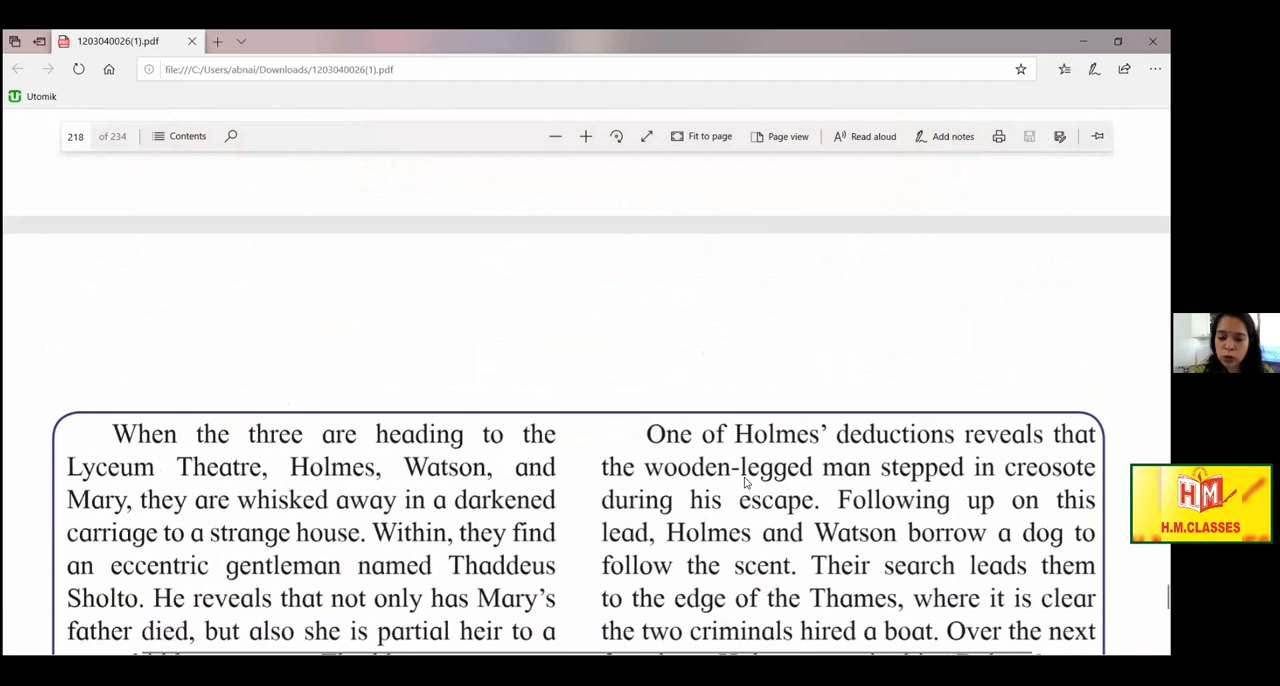 1203040026(1).pdf
file:///C:/Users/abnai/Downloads/1203040026(1).pdf
Utomik
218 of 234 Contents Fit to page Page view Read aloud Add notes
When the three are heading to the
Lyceum Theatre, Holmes, Watson, and
Mary, they are whisked away in a darkened
carriage to a strange house. Within, they find
an eccentric gentleman named Thaddeus
Sholto. He reveals that not only has Mary's
father died, but also she is partial heir to a
One of Holmes' deductions reveals that
the wooden-legged man stepped in creosote
during his escape. Following up on this
lead, Holmes and Watson borrow a dog to
follow the scent. Their search leads them
to the edge of the Thames, where it is clear
the two criminals hired a boat. Over the next
HM
H.M.CLASSES